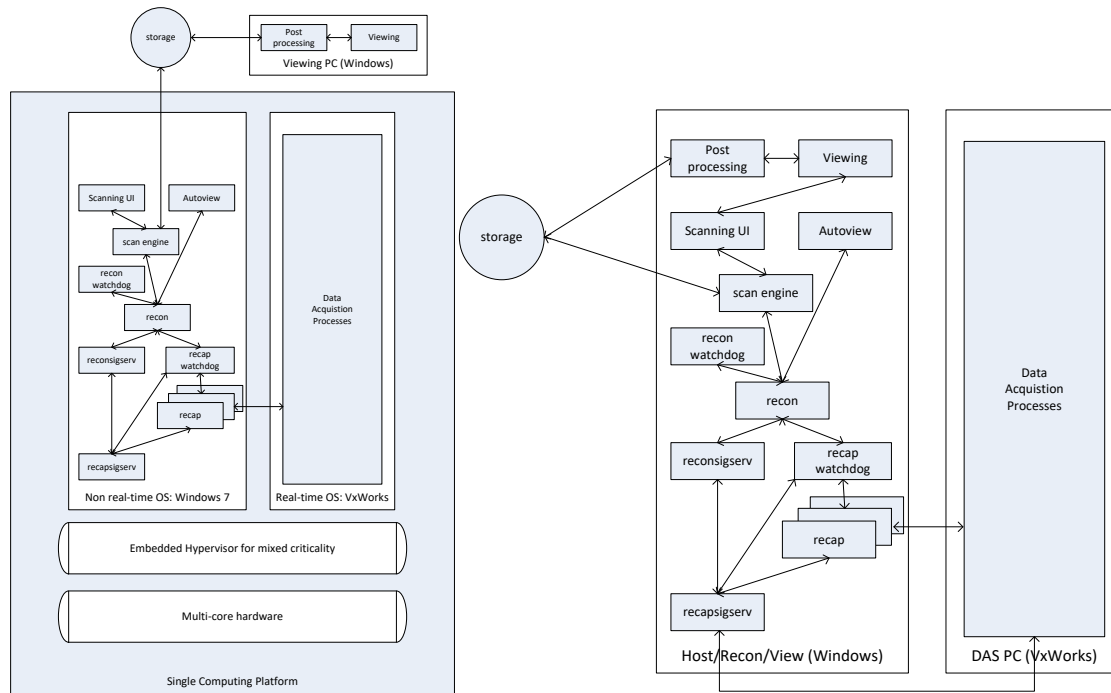 storage
Post
processing
Viewing
Viewing PC (Windows)
Scanning UI
Autoview
scan engine
recon
watchdog
recon
reconsigserv
recap
watchdog
recap
recapsigserv
Non real-time OS: Windows 7
Data
Acquistion
Processes
Real-time OS: VxWorks
Embedded Hypervisor for mixed criticality
Multi-core hardware
Single Computing Platform
storage
Post
processing
Viewing
Scanning UI
Autoview
scan engine
recon
watchdog
recon
reconsigserv
recap
watchdog
recap
recapsigserv
Host/Recon/View (Windows)
Data
Acquistion
Processes
DAS PC (VxWorks)